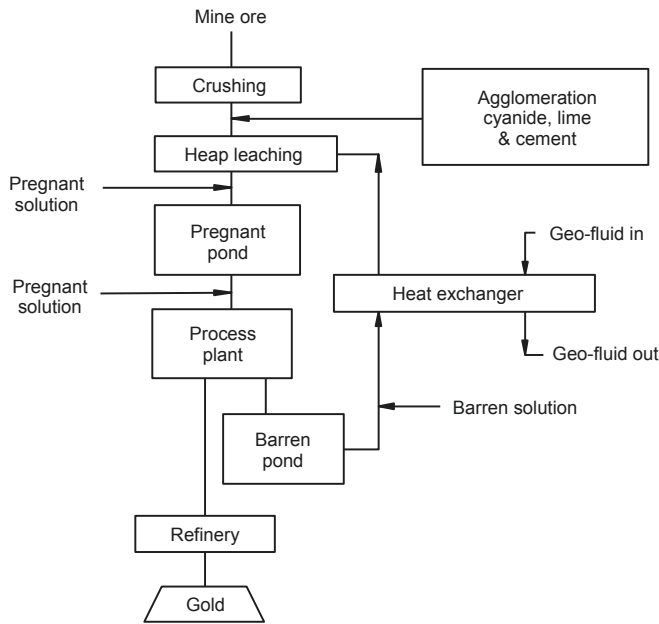 Mine ore
Crushing
Agglomeration
cyanide, lime
& cement
Heap leaching
Pregnant
solution
Pregnant
pond
Geo-fluid in
Pregnant
solution
Heat exchanger
Process
plant
Geo-fluid out
Barren solution
Barren
pond
Refinery
Gold